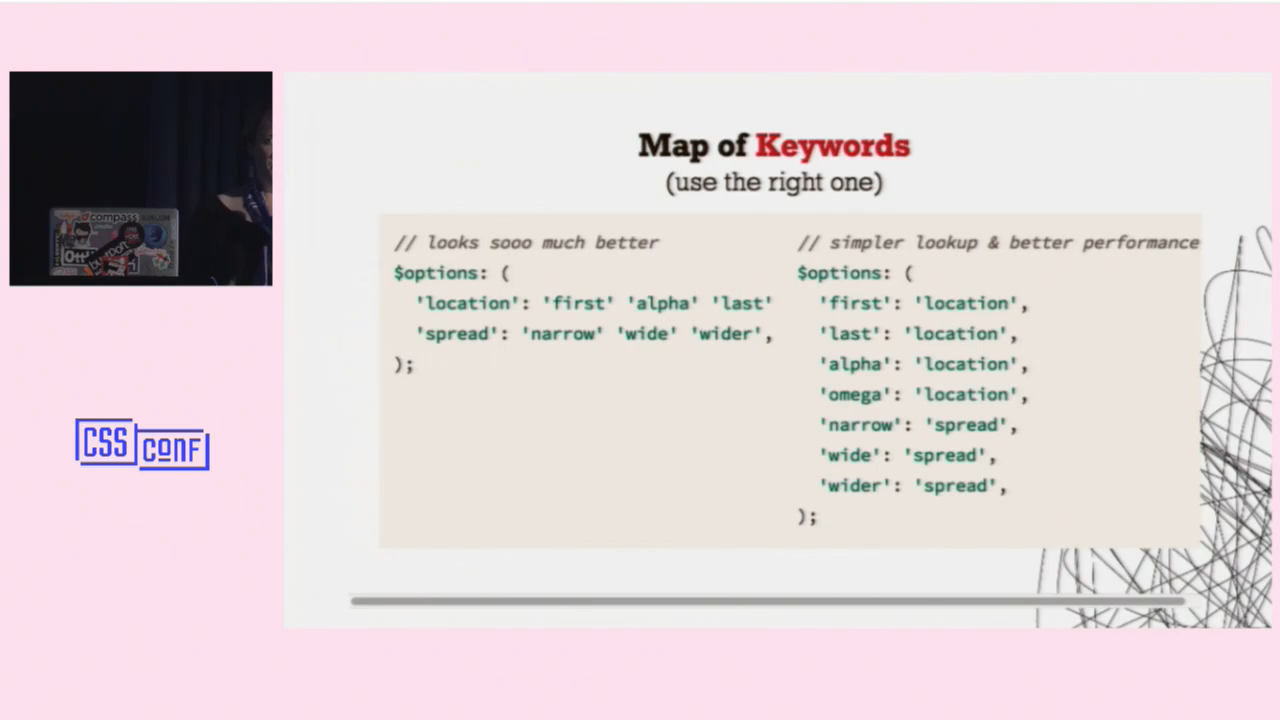 Map of Keywords
(use the right one)
// looks sooo much better
$options: (
'location': 'first' 'alpha' 'last'
'spread': 'narrow' 'wide' 'wider',
);
// simpler lookup & better performance
$options: (
'first': 'location',
'last': 'location',
'alpha': 'location',
'omega': 'location',
'narrow': 'spread',
'wide': 'spread',
'wider': 'spread',
);
compass
CSS
CONF